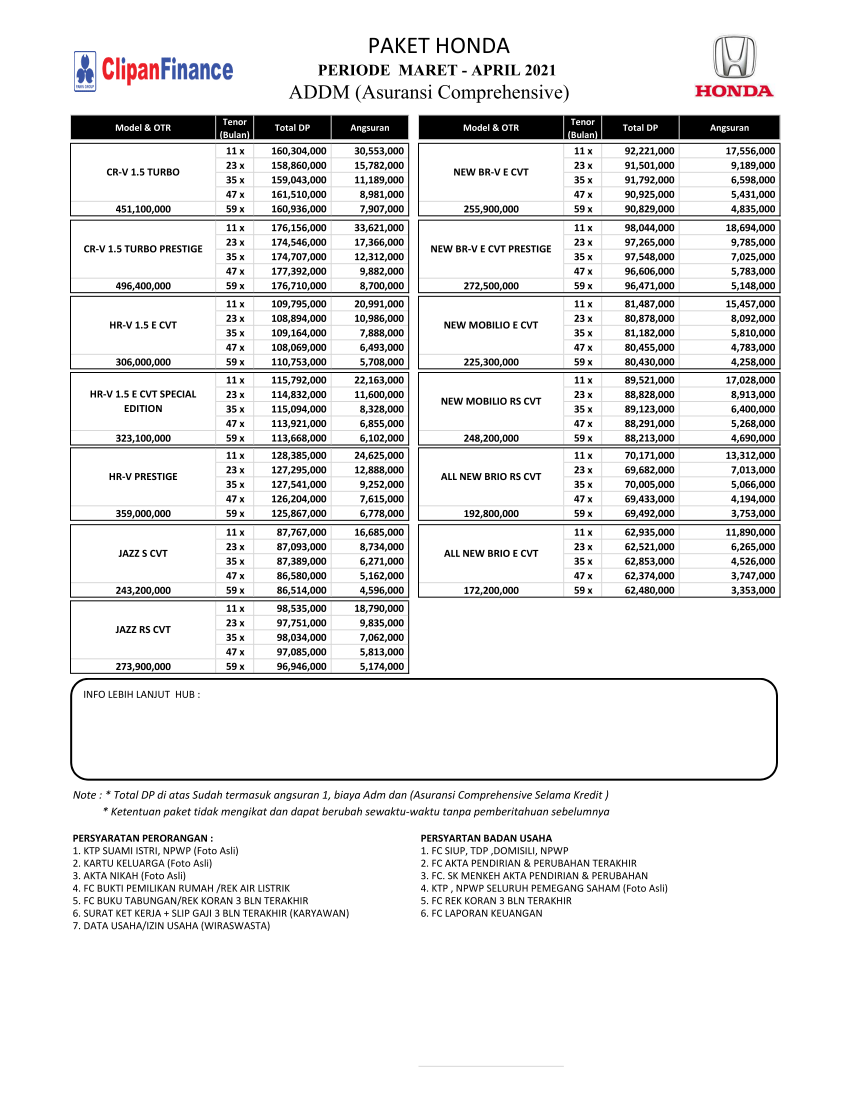 PAKET HONDA
PERIODE  MARET - APRIL 2021
ADDM (Asuransi Comprehensive)
ClipanFinance
PANIN GROUP
HONDA
Model & OTR Tenor (Bulan) Total DP Angsuran
CR-V 1.5 TURBO
11 x 160,304,000 30,553,000
23 x 158,860,000 15,782,000
35 x 159,043,000 11,189,000
47 x 161,510,000 8,981,000
451,100,000 59 x 160,936,000 7,907,000
CR-V 1.5 TURBO PRESTIGE
11 x 176,156,000 33,621,000
23 x 174,546,000 17,366,000
35 x 174,707,000 12,312,000
47 x 177,392,000 9,882,000
496,400,000 59 x 176,710,000 8,700,000
HR-V 1.5 E CVT
11 x 109,795,000 20,991,000
23 x 108,894,000 10,986,000
35 x 109,164,000 7,888,000
47 x 108,069,000 6,493,000
306,000,000 59 x 110,753,000 5,708,000
HR-V 1.5 E CVT SPECIAL
EDITION
11 x 115,792,000 22,163,000
23 x 114,832,000 11,600,000
35 x 115,094,000 8,328,000
47 x 113,921,000 6,855,000
323,100,000 59 x 113,668,000 6,102,000
HR-V PRESTIGE
11 x 128,385,000 24,625,000
23 x 127,295,000 12,888,000
35 x 127,541,000 9,252,000
47 x 126,204,000 7,615,000
359,000,000 59 x 125,867,000 6,778,000
JAZZ S CVT
11 x 87,767,000 16,685,000
23 x 87,093,000 8,734,000
35 x 87,389,000 6,271,000
47 x 86,580,000 5,162,000
243,200,000 59 x 86,514,000 4,596,000
JAZZ RS CVT
11 x 98,535,000 18,790,000
23 x 97,751,000 9,835,000
35 x 98,034,000 7,062,000
47 x 97,085,000 5,813,000
273,900,000 59 x 96,946,000 5,174,000
Model & OTR Tenor (Bulan) Total DP Angsuran
NEW BR-V E CVT
11 x 92,221,000 17,556,000
23 x 91,501,000 9,189,000
35 x 91,792,000 6,598,000
47 x 90,925,000 5,431,000
255,900,000 59 x 90,829,000 4,835,000
NEW BR-V E CVT PRESTIGE
11 x 98,044,000 18,694,000
23 x 97,265,000 9,785,000
35 x 97,548,000 7,025,000
47 x 96,606,000 5,783,000
272,500,000 59 x 96,471,000 5,148,000
NEW MOBILIO E CVT
11 x 81,487,000 15,457,000
23 x 80,878,000 8,092,000
35 x 81,182,000 5,810,000
47 x 80,455,000 4,783,000
225,300,000 59 x 80,430,000 4,258,000
NEW MOBILIO RS CVT
11 x 89,521,000 17,028,000
23 x 88,828,000 8,913,000
35 x 89,123,000 6,400,000
47 x 88,291,000 5,268,000
248,200,000 59 x 88,213,000 4,690,000
ALL NEW BRIO RS CVT
11 x 70,171,000 13,312,000
23 x 69,682,000 7,013,000
35 x 70,005,000 5,066,000
47 x 69,433,000 4,194,000
192,800,000 59 x 69,492,000 3,753,000
ALL NEW BRIO E CVT
11 x 62,935,000 11,890,000
23 x 62,521,000 6,265,000
35 x 62,853,000 4,526,000
47 x 62,374,000 3,747,000
172,200,000 59 x 62,480,000 3,353,000
INFO LEBIH LANJUT  HUB :
Note : * Total DP di atas Sudah termasuk angsuran 1, biaya Adm dan (Asuransi Comprehensive Selama Kredit )
* Ketentuan paket tidak mengikat dan dapat berubah sewaktu-waktu tanpa pemberitahuan sebelumnya
PERSYARATAN PERORANGAN :
1. KTP SUAMI ISTRI, NPWP (Foto Asli)
2. KARTU KELUARGA (Foto Asli)
3. AKTA NIKAH (Foto Asli)
4. FC BUKTI PEMILIKAN RUMAH /REK AIR LISTRIK
5. FC BUKU TABUNGAN/REK KORAN 3 BLN TERAKHIR
6. SURAT KET KERJA + SLIP GAJI 3 BLN TERAKHIR (KARYAWAN)
7. DATA USAHA/IZIN USAHA (WIRASWASTA)
PERSYARTAN BADAN USAHA
1. FC SIUP, TDP ,DOMISILI, NPWP
2. FC AKTA PENDIRIAN & PERUBAHAN TERAKHIR
3. FC. SK MENKEH AKTA PENDIRIAN & PERUBAHAN
4. KTP , NPWP SELURUH PEMEGANG SAHAM (Foto Asli)
5. FC REK KORAN 3 BLN TERAKHIR
6. FC LAPORAN KEUANGAN